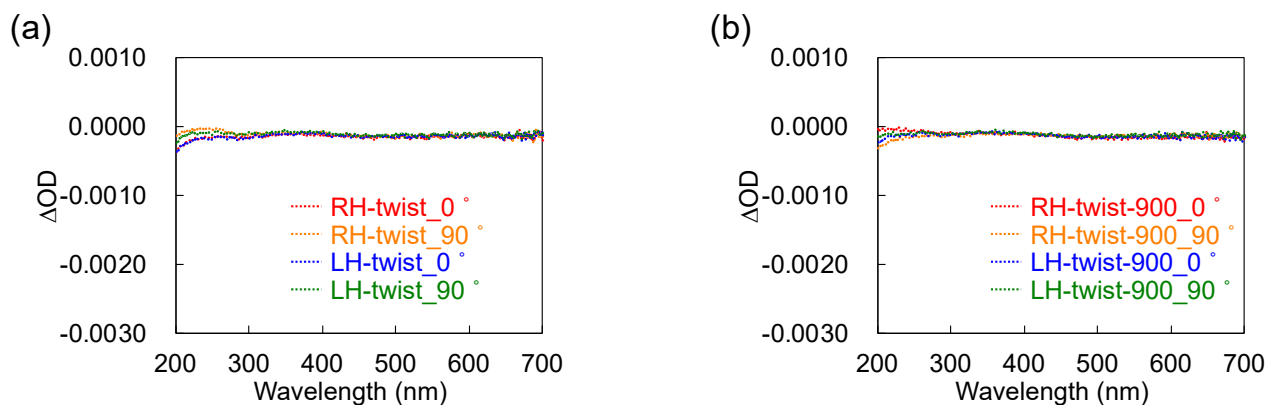 (a)
0.0010
0.0000
-0.0010
-0.0020
-0.0030
ΔOD
RH-twist_0 °
RH-twist_90 °
LH-twist_0 °
LH-twist_90 °
200 300 400 500 600 700
Wavelength (nm)
(b)
0.0010
0.0000
-0.0010
-0.0020
-0.0030
ΔOD
RH-twist-900_0 °
RH-twist-900_90 °
LH-twist-900_0 °
LH-twist-900_90 °
200 300 400 500 600 700
Wavelength (nm)